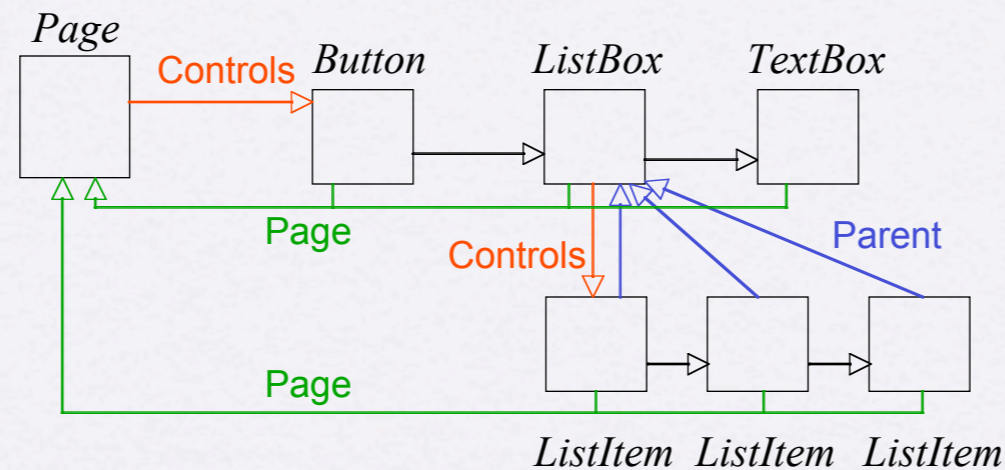 Page
Controls
Button
ListBox
TextBox
Page
Controls
Parent
Page
ListItem ListItem ListItem